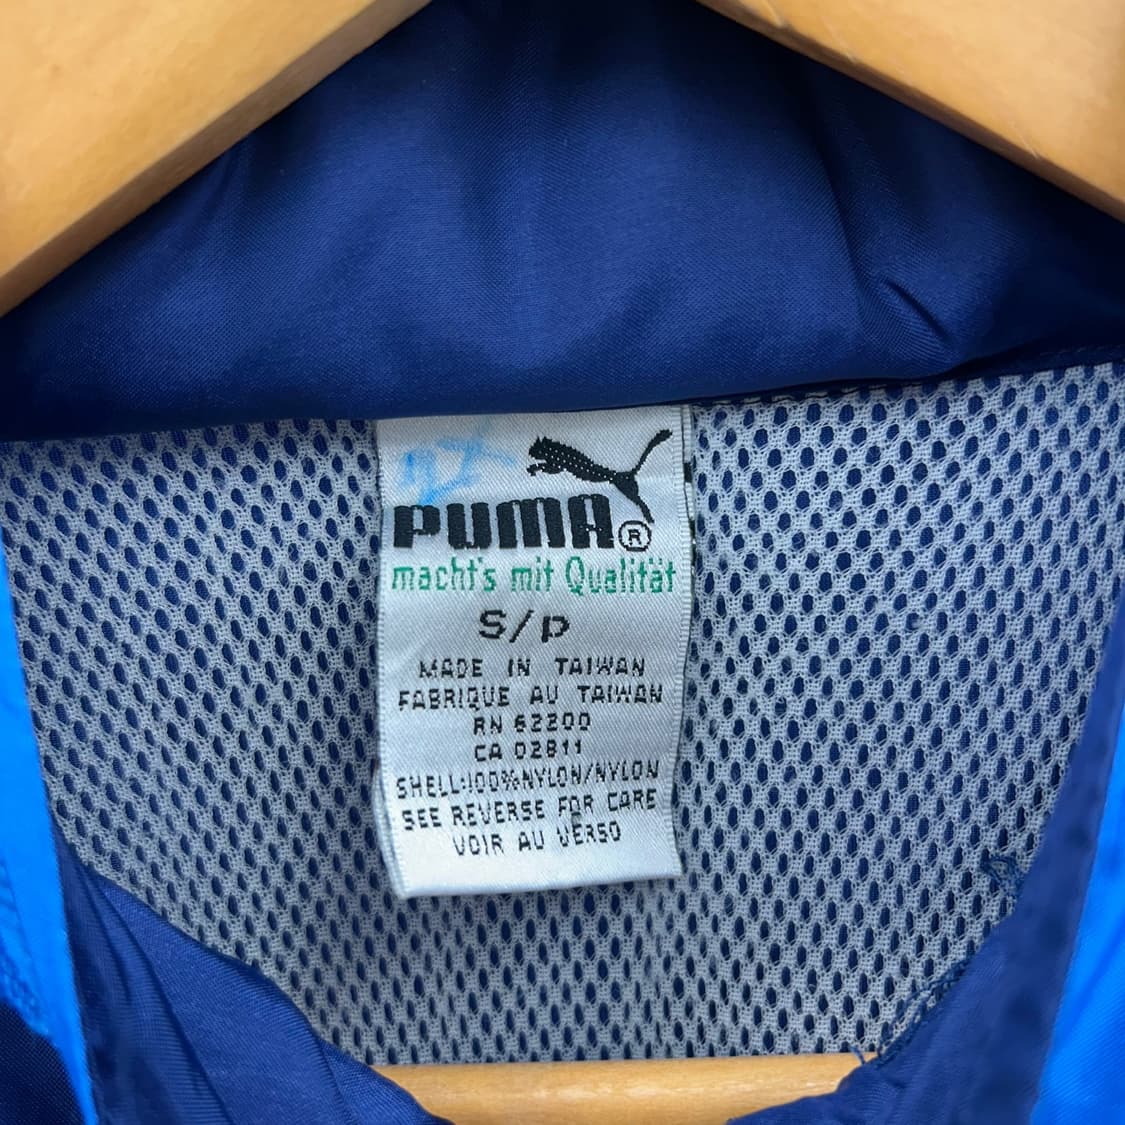 PUMA®
macht's mit Qualität
S/P
MADE IN TAIWAN
FABRIQUE AU TAIWAN
RN 62200
CA 02811
SHELL:100%NYLON/NYLON
SEE REVERSE FOR CARE
VOIR AU VERSO